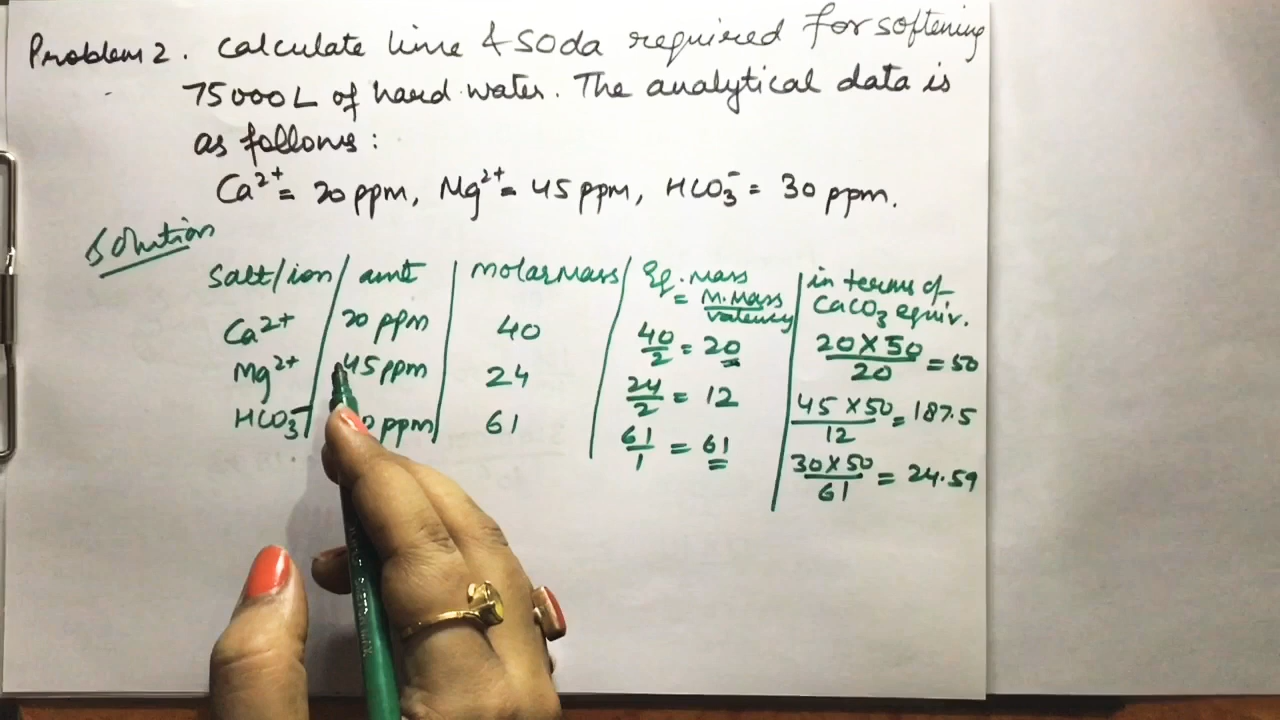 Problem 2. Calculate lime & soda required for softening
75000L of hard water. The analytical data is
as follows:
Ca²⁺ = 20 ppm, Mg²⁺ = 45 ppm, HCO₃⁻ = 30 ppm.
Solution
Salt/ion | amt | Molar Mass | Eq. mass = M.Mass/Valency | in terms of CaCO₃ equiv.
Ca²⁺ | 20 ppm | 40 | 40/2 = 20 | 20 X 50/20 = 50
Mg²⁺ | 45 ppm | 24 | 24/2 = 12 | 45 X 50/12 = 187.5
HCO₃⁻ | 0 ppm | 61 | 61/1 = 61 | 30 X 50/61 = 24.59